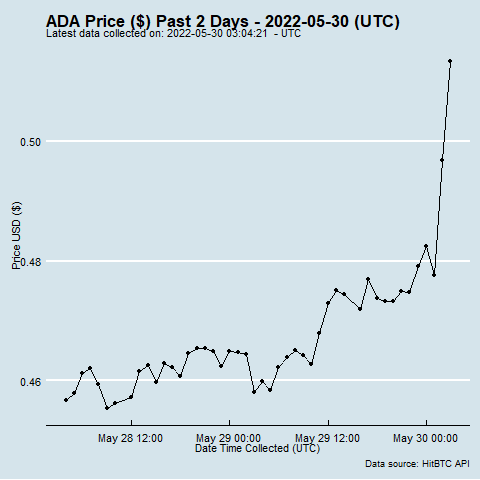 ADA Price ($) Past 2 Days - 2022-05-30 (UTC)
Latest data collected on: 2022-05-30 03:04:21  - UTC
0.50
0.48
0.46
Price USD ($)
May 28 12:00
May 29 00:00
May 29 12:00
May 30 00:00
Date Time Collected (UTC)
Data source: HitBTC API